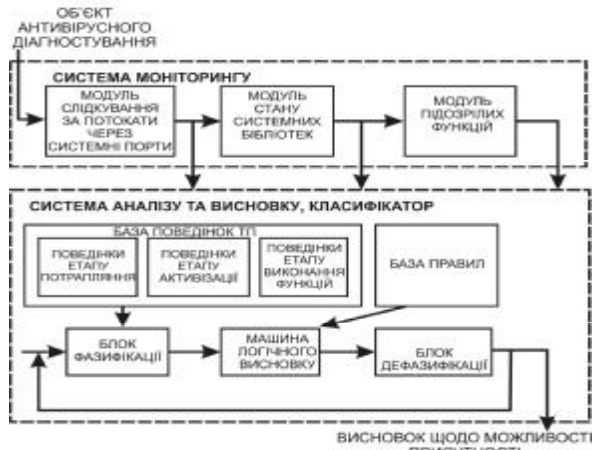 ОБ'ЄКТ
АНТИВІРУСНОГО
ДІАГНОСТУВАННЯ
СИСТЕМА МОНІТОРИНГУ
МОДУЛЬ
СЛІДКУВАННЯ
ЗА ПОТОКАТИ
ЧЕРЕЗ
СИСТЕМНІ ПОРТИ
МОДУЛЬ
СТАНУ
СИСТЕМНИХ
БІБЛІОТЕК
МОДУЛЬ
ПІДОЗРІЛИХ
ФУНКЦІЙ
СИСТЕМА АНАЛІЗУ ТА ВИСНОВКУ, КЛАСИФІКАТОР
БАЗА ПОВЕДІНОК ТП
ПОВЕДІНКИ
ЕТАПУ
ПОТРАПЛЯННЯ
ПОВЕДІНКИ
ЕТАПУ
АКТИВІЗАЦІЇ
ПОВЕДІНКИ
ЕТАПУ
ВИКОНАННЯ
ФУНКЦІЙ
БАЗА ПРАВИЛ
БЛОК
ФАЗИФІКАЦІЇ
МАШИНА
ЛОГІЧНОГО
ВИСНОВКУ
БЛОК
ДЕФАЗИФІКАЦІЇ
ВИСНОВОК ЩОДО МОЖЛИВОСТІ